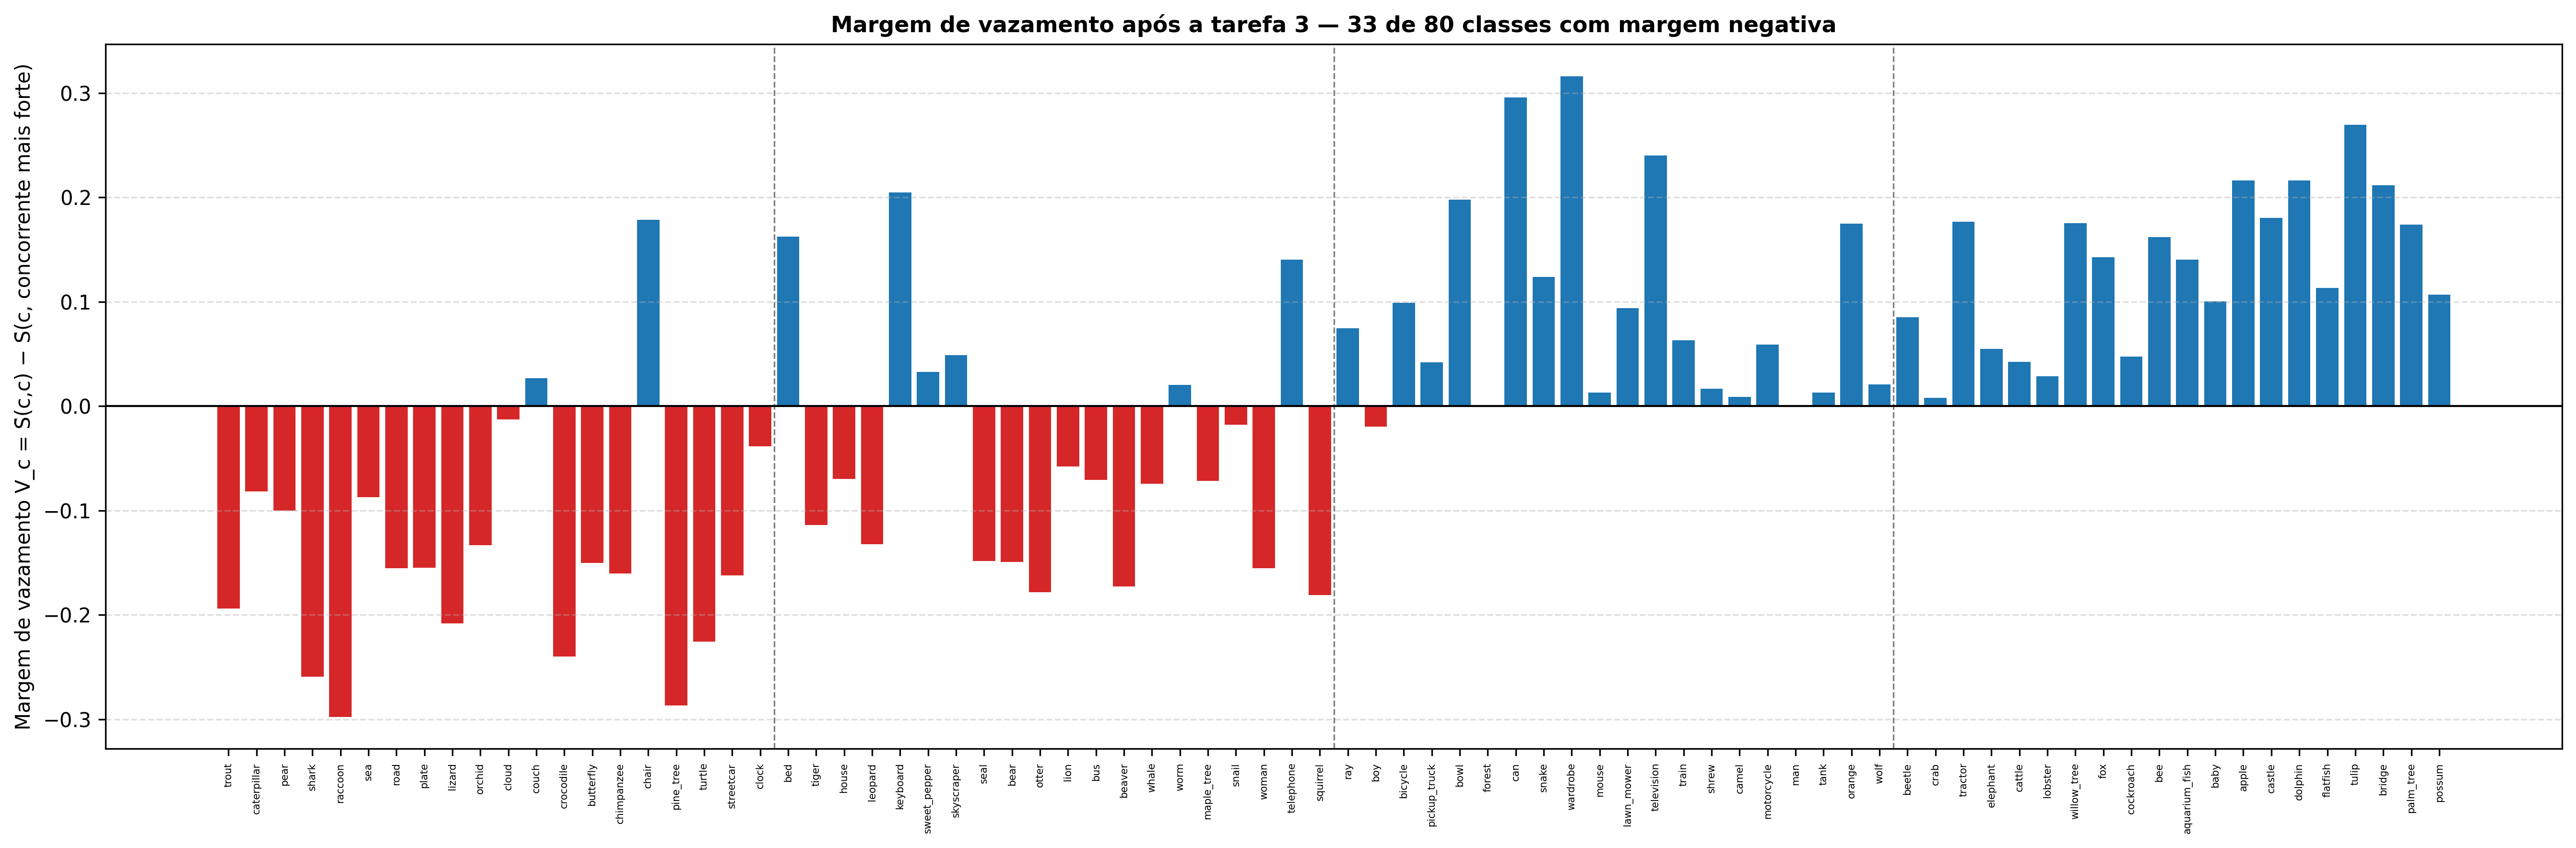 Margem de vazamento após a tarefa 3 — 33 de 80 classes com margem negativa
Margem de vazamento V_c = S(c,c) − S(c, concorrente mais forte)
0.3
0.2
0.1
0.0
−0.1
−0.2
−0.3
trout
caterpillar
pear
shark
raccoon
sea
road
plate
lizard
orchid
cloud
couch
crocodile
butterfly
chimpanzee
chair
pine_tree
turtle
streetcar
clock
bed
tiger
house
leopard
keyboard
sweet_pepper
skyscraper
seal
bear
otter
lion
bus
beaver
whale
worm
maple_tree
snail
woman
telephone
squirrel
ray
boy
bicycle
pickup_truck
bowl
forest
can
snake
wardrobe
mouse
lawn_mower
television
train
shrew
camel
motorcycle
man
tank
orange
wolf
beetle
crab
tractor
elephant
cattle
lobster
willow_tree
fox
cockroach
bee
aquarium_fish
baby
apple
castle
dolphin
flatfish
tulip
bridge
palm_tree
possum